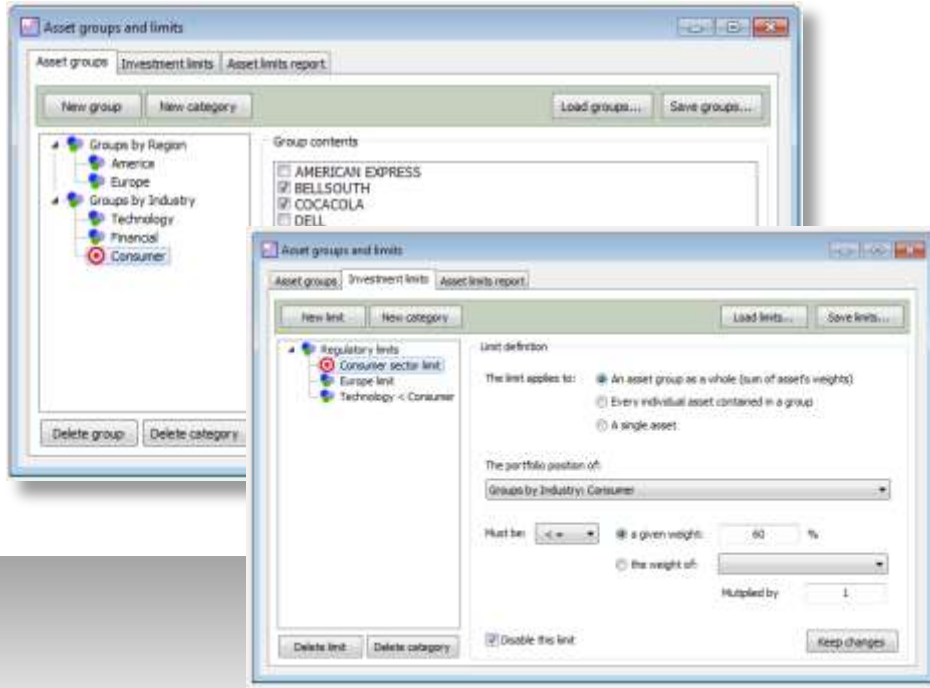 Asset groups and limits
Asset groups Investment limits Asset limits report
New group New category Load groups... Save groups...
Groups by Region
America
Europe
Groups by Industry
Technology
Financial
Consumer
Group contents
AMERICAN EXPRESS
BELLSOUTH
COCACOLA
DELL
Delete group Delete category
Asset groups and limits
Asset groups Investment limits Asset limits report
New limit New category Load limits... Save limits...
Regulatory limits
Consumer sector limit
Europe limit
Technology < Consumer
Limit definition
The limit applies to: An asset group as a whole (sum of asset's weights)
Every individual asset contained in a group
A single asset
The portfolio position of:
Groups by Industry: Consumer
Must be: <= a given weight: 60 %
the weight of:
Multiplied by 1
Disable this limit Keep changes
Delete limit Delete category